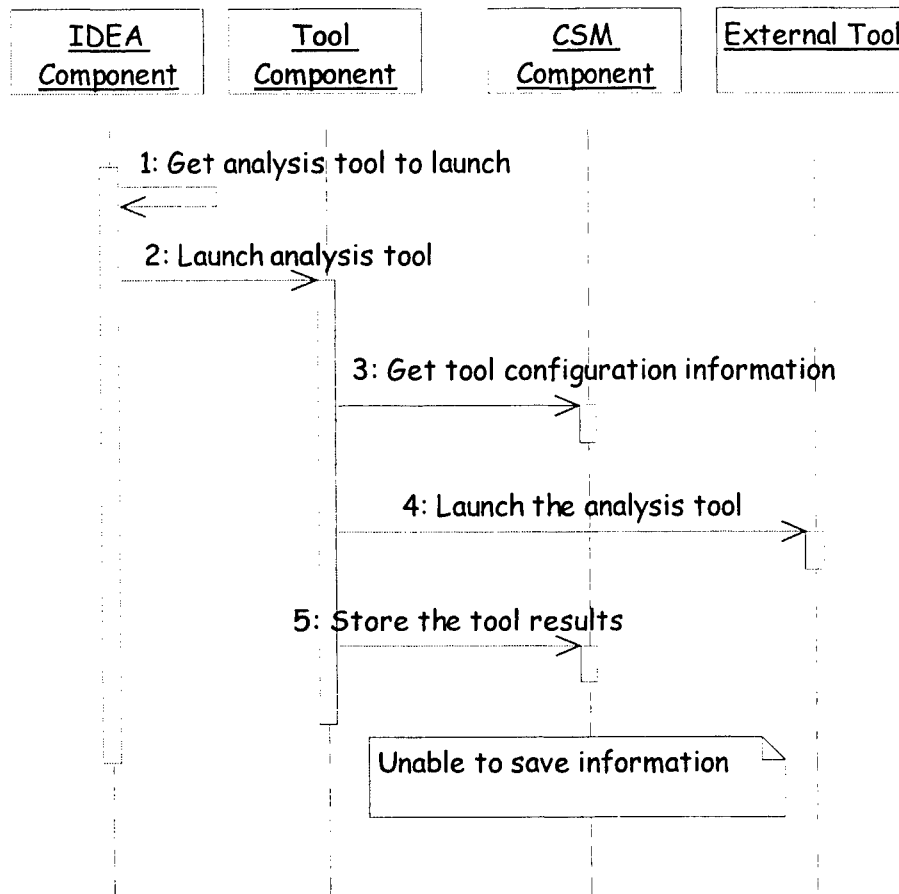 IDEA
Component
Tool
Component
CSM
Component
External Tool
1: Get analysis tool to launch
2: Launch analysis tool
3: Get tool configuration information
4: Launch the analysis tool
5: Store the tool results
Unable to save information